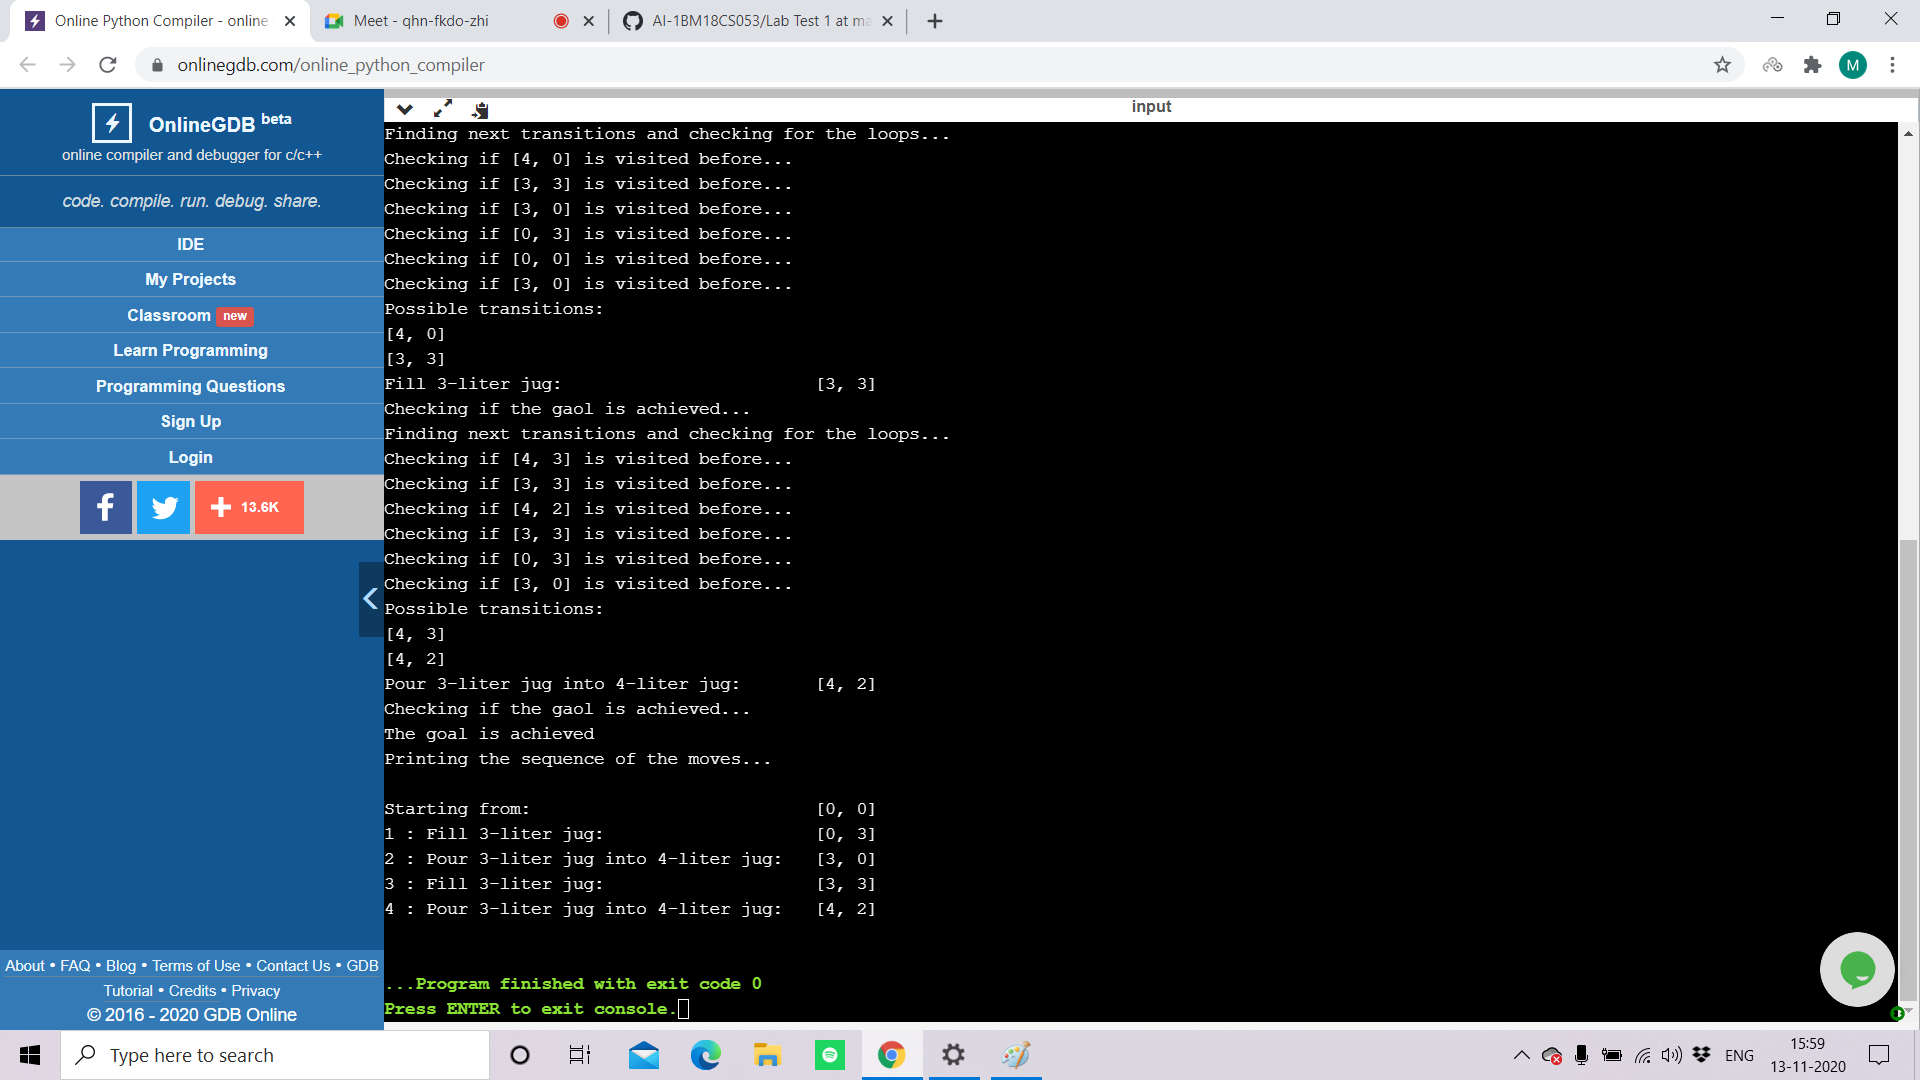 Online Python Compiler - online
Meet - qhn-fkdo-zhi
AI-1BM18CS053/Lab Test 1 at ma
onlinegdb.com/online_python_compiler
M
OnlineGDB beta
online compiler and debugger for c/c++
code. compile. run. debug. share.
IDE
My Projects
Classroom new
Learn Programming
Programming Questions
Sign Up
Login
13.6K
About • FAQ • Blog • Terms of Use • Contact Us • GDB
Tutorial • Credits • Privacy
© 2016 - 2020 GDB Online
input
Finding next transitions and checking for the loops...
Checking if [4, 0] is visited before...
Checking if [3, 3] is visited before...
Checking if [3, 0] is visited before...
Checking if [0, 3] is visited before...
Checking if [0, 0] is visited before...
Checking if [3, 0] is visited before...
Possible transitions:
[4, 0]
[3, 3]
Fill 3-liter jug: [3, 3]
Checking if the gaol is achieved...
Finding next transitions and checking for the loops...
Checking if [4, 3] is visited before...
Checking if [3, 3] is visited before...
Checking if [4, 2] is visited before...
Checking if [3, 3] is visited before...
Checking if [0, 3] is visited before...
Checking if [3, 0] is visited before...
Possible transitions:
[4, 3]
[4, 2]
Pour 3-liter jug into 4-liter jug: [4, 2]
Checking if the gaol is achieved...
The goal is achieved
Printing the sequence of the moves...
Starting from: [0, 0]
1 : Fill 3-liter jug: [0, 3]
2 : Pour 3-liter jug into 4-liter jug: [3, 0]
3 : Fill 3-liter jug: [3, 3]
4 : Pour 3-liter jug into 4-liter jug: [4, 2]
...Program finished with exit code 0
Press ENTER to exit console.
Type here to search
ENG
15:59
13-11-2020